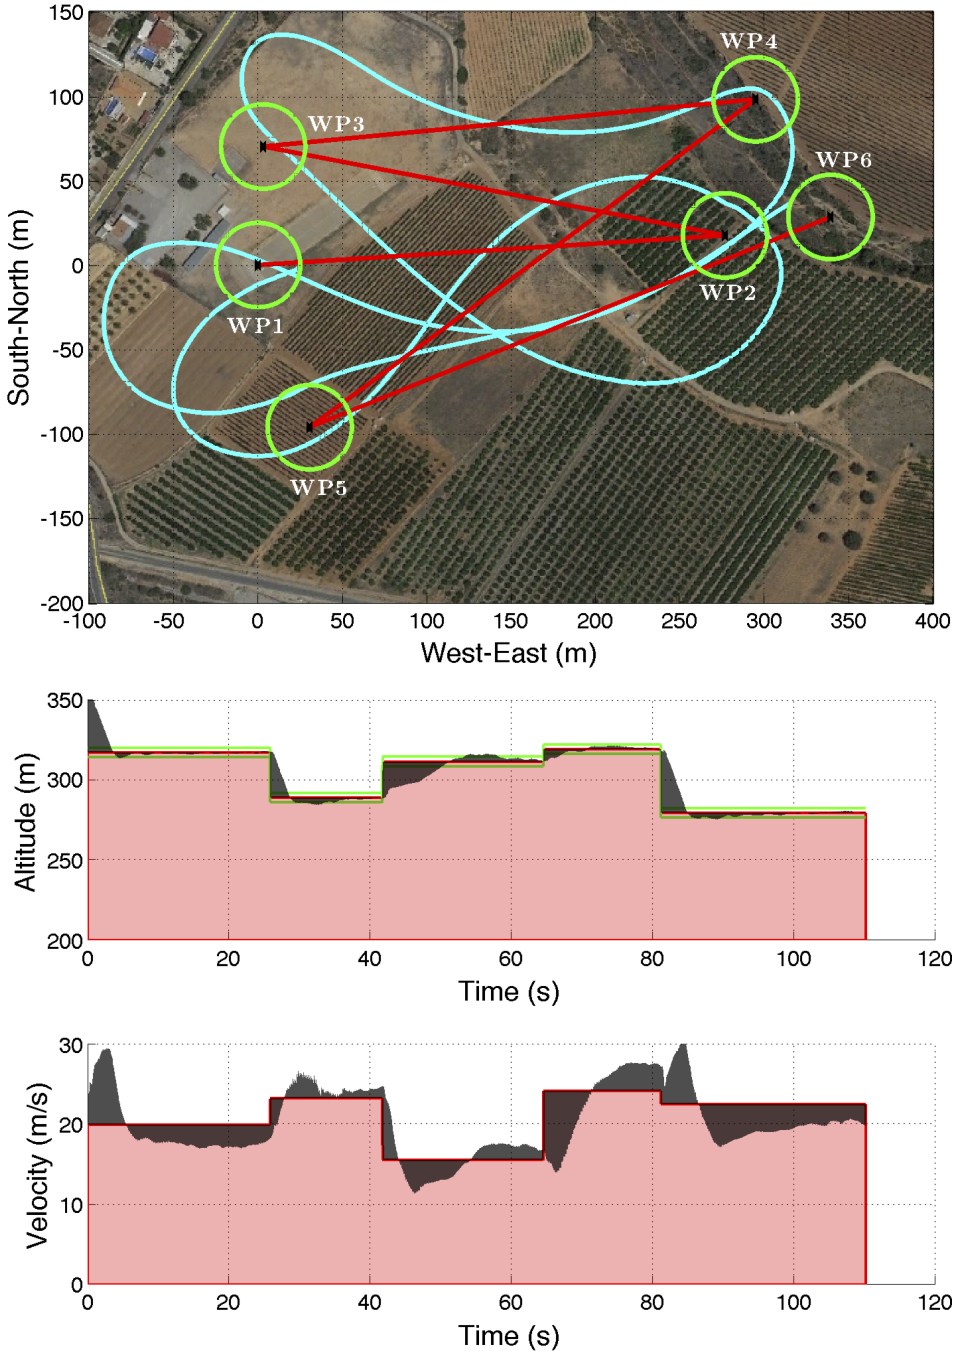 150
WP4
100
WP3
WP6
50
South-North (m)
0
WP1
WP2
-50
-100
WP5
-150
-200
-100 -50 0 50 100 150 200 250 300 350 400
West-East (m)
350
300
Altitude (m)
250
200
0 20 40 60 80 100 120
Time (s)
30
20
Velocity (m/s)
10
0
0 20 40 60 80 100 120
Time (s)